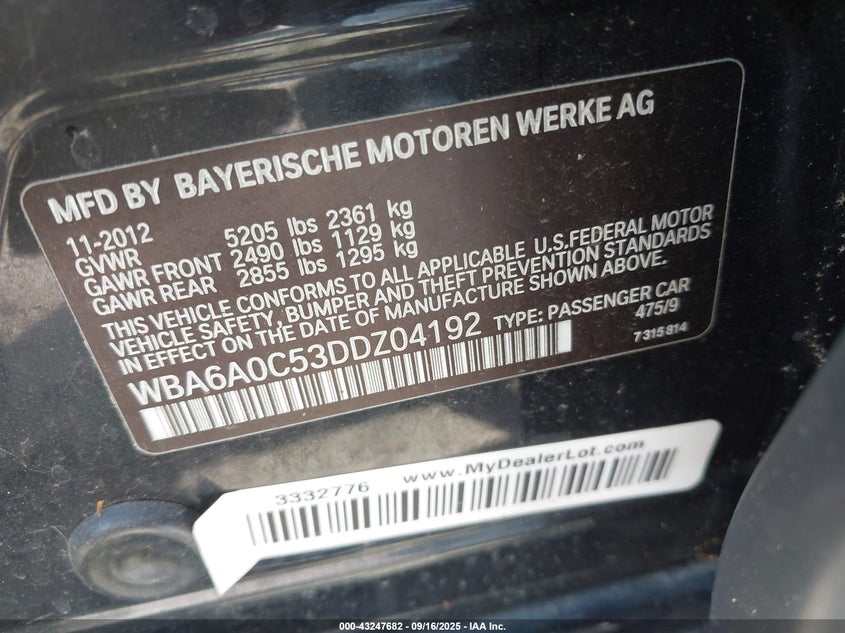 MFD BY BAYERISCHE MOTOREN WERKE AG
11-2012
GVWR 5205 lbs 2361 kg
GAWR FRONT 2490 lbs 1129 kg
GAWR REAR 2855 lbs 1295 kg
THIS VEHICLE CONFORMS TO ALL APPLICABLE U.S.FEDERAL MOTOR
VEHICLE SAFETY, BUMPER AND THEFT PREVENTION STANDARDS
IN EFFECT ON THE DATE OF MANUFACTURE SHOWN ABOVE.
WBA6A0C53DDZ04192 TYPE: PASSENGER CAR
475/9
7 315 814
3332776 www.MyDealerLot.com
000-43247682 - 09/16/2025 - IAA Inc.